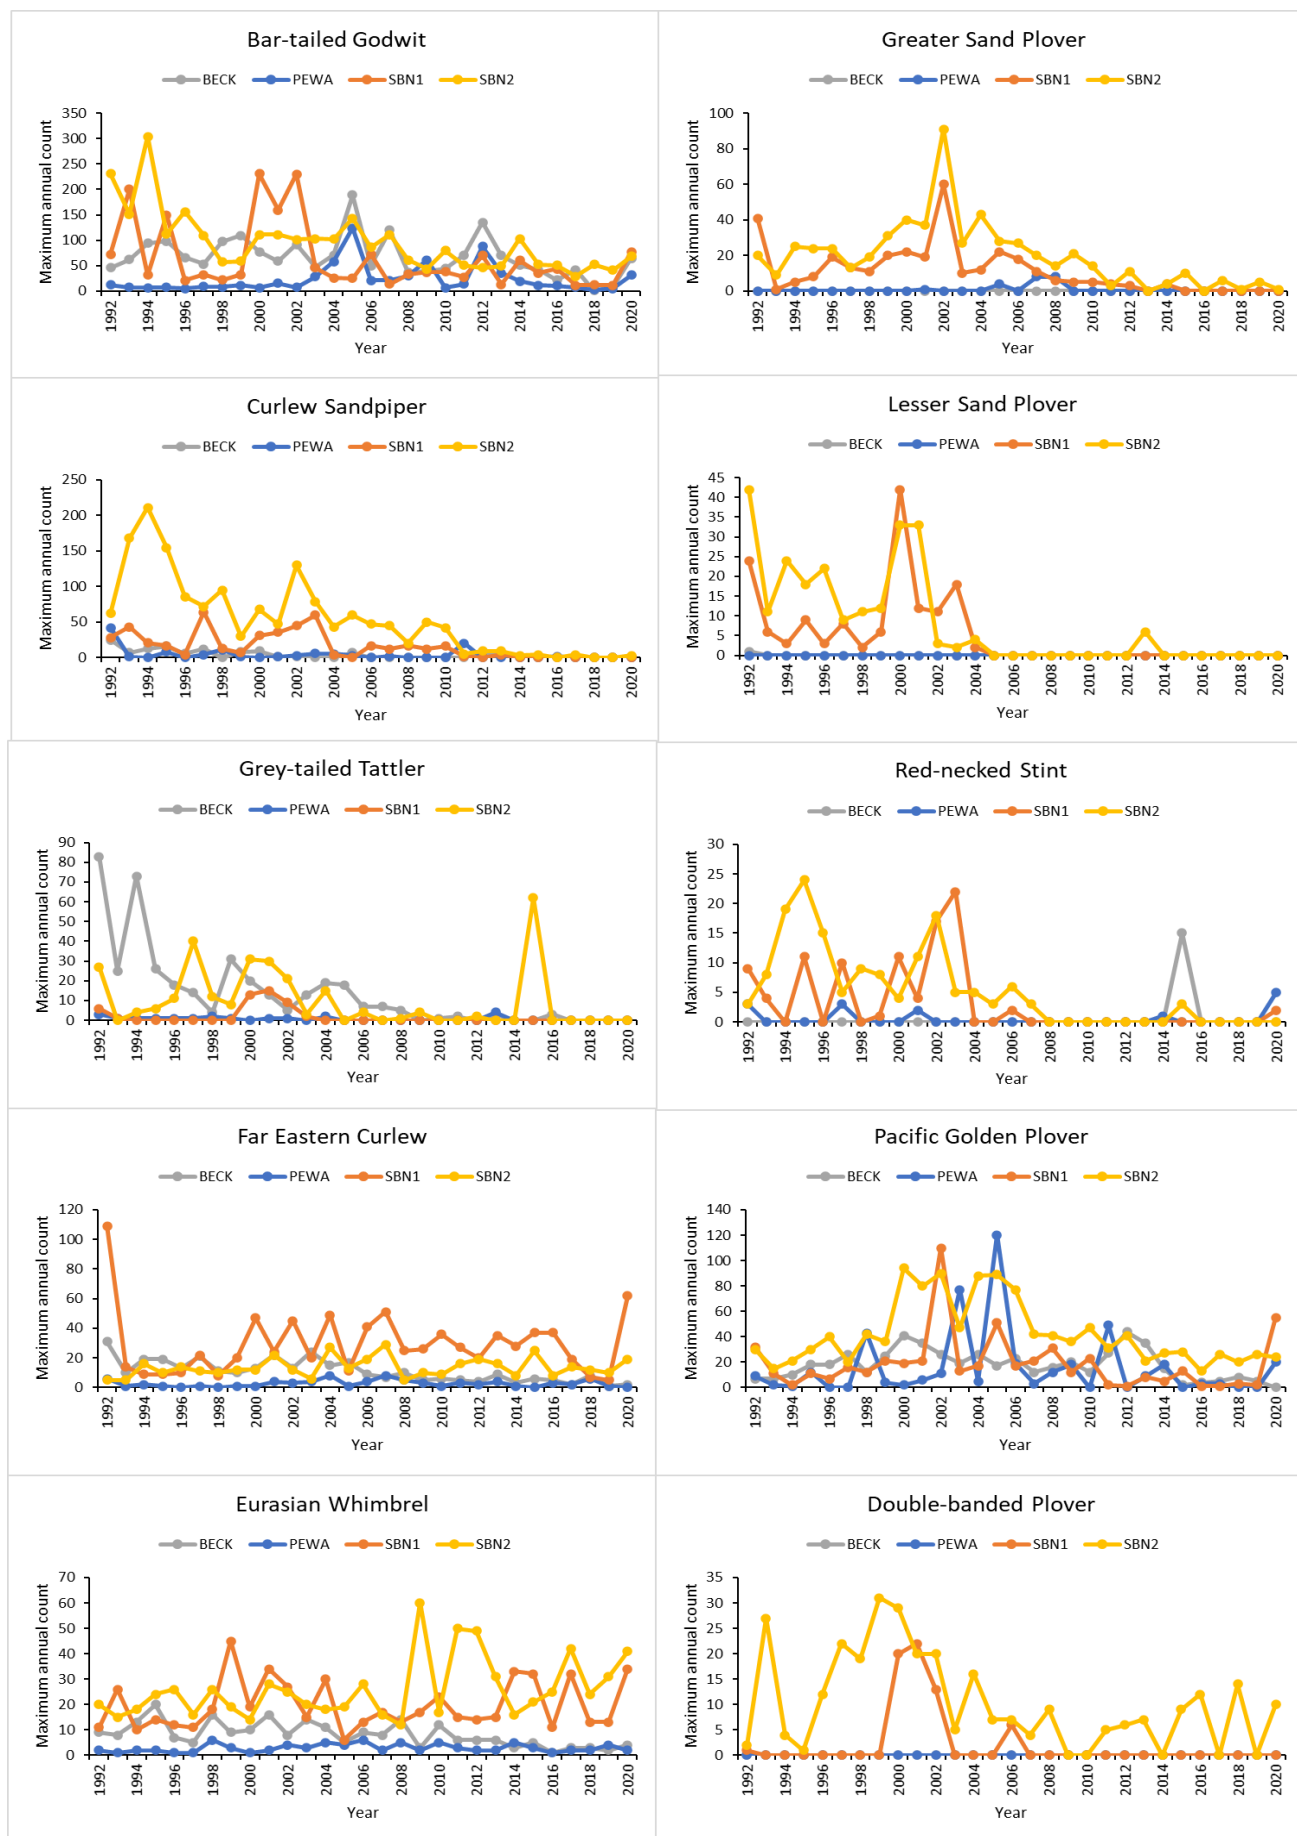 Bar-tailed Godwit
BECK PEWA SBN1 SBN2
Maximum annual count
350
300
250
200
150
100
50
0
1992 1994 1996 1998 2000 2002 2004 2006 2008 2010 2012 2014 2016 2018 2020
Year
Greater Sand Plover
BECK PEWA SBN1 SBN2
Maximum annual count
100
80
60
40
20
0
1992 1994 1996 1998 2000 2002 2004 2006 2008 2010 2012 2014 2016 2018 2020
Year
Curlew Sandpiper
BECK PEWA SBN1 SBN2
Maximum annual count
250
200
150
100
50
0
1992 1994 1996 1998 2000 2002 2004 2006 2008 2010 2012 2014 2016 2018 2020
Year
Lesser Sand Plover
BECK PEWA SBN1 SBN2
Maximum annual count
45
40
35
30
25
20
15
10
5
0
1992 1994 1996 1998 2000 2002 2004 2006 2008 2010 2012 2014 2016 2018 2020
Year
Grey-tailed Tattler
BECK PEWA SBN1 SBN2
Maximum annual count
90
80
70
60
50
40
30
20
10
0
1992 1994 1996 1998 2000 2002 2004 2006 2008 2010 2012 2014 2016 2018 2020
Year
Red-necked Stint
BECK PEWA SBN1 SBN2
Maximum annual count
30
25
20
15
10
5
0
1992 1994 1996 1998 2000 2002 2004 2006 2008 2010 2012 2014 2016 2018 2020
Year
Far Eastern Curlew
BECK PEWA SBN1 SBN2
Maximum annual count
120
100
80
60
40
20
0
1992 1994 1996 1998 2000 2002 2004 2006 2008 2010 2012 2014 2016 2018 2020
Year
Pacific Golden Plover
BECK PEWA SBN1 SBN2
Maximum annual count
140
120
100
80
60
40
20
0
1992 1994 1996 1998 2000 2002 2004 2006 2008 2010 2012 2014 2016 2018 2020
Year
Eurasian Whimbrel
BECK PEWA SBN1 SBN2
Maximum annual count
70
60
50
40
30
20
10
0
1992 1994 1996 1998 2000 2002 2004 2006 2008 2010 2012 2014 2016 2018 2020
Year
Double-banded Plover
BECK PEWA SBN1 SBN2
Maximum annual count
35
30
25
20
15
10
5
0
1992 1994 1996 1998 2000 2002 2004 2006 2008 2010 2012 2014 2016 2018 2020
Year